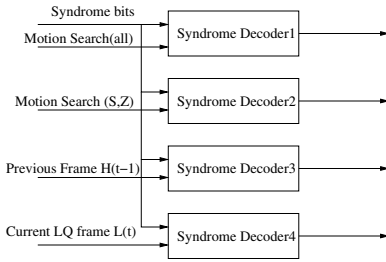 Syndrome bits
Syndrome Decoder1
Motion Search(all)
Syndrome Decoder2
Motion Search (S,Z)
Syndrome Decoder3
Previous Frame H(t−1)
Syndrome Decoder4
Current LQ frame L(t)